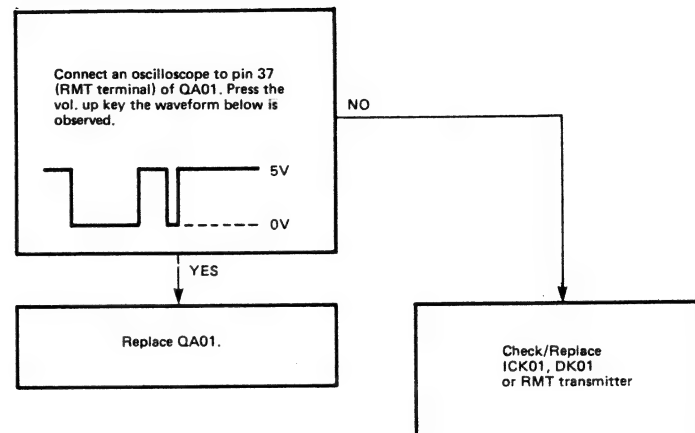 Connect an oscilloscope to pin 37
(RMT terminal) of QA01. Press the
vol. up key the waveform below is
observed.
NO
5V
0V
YES
Replace QA01.
Check/Replace
ICK01, DK01
or RMT transmitter